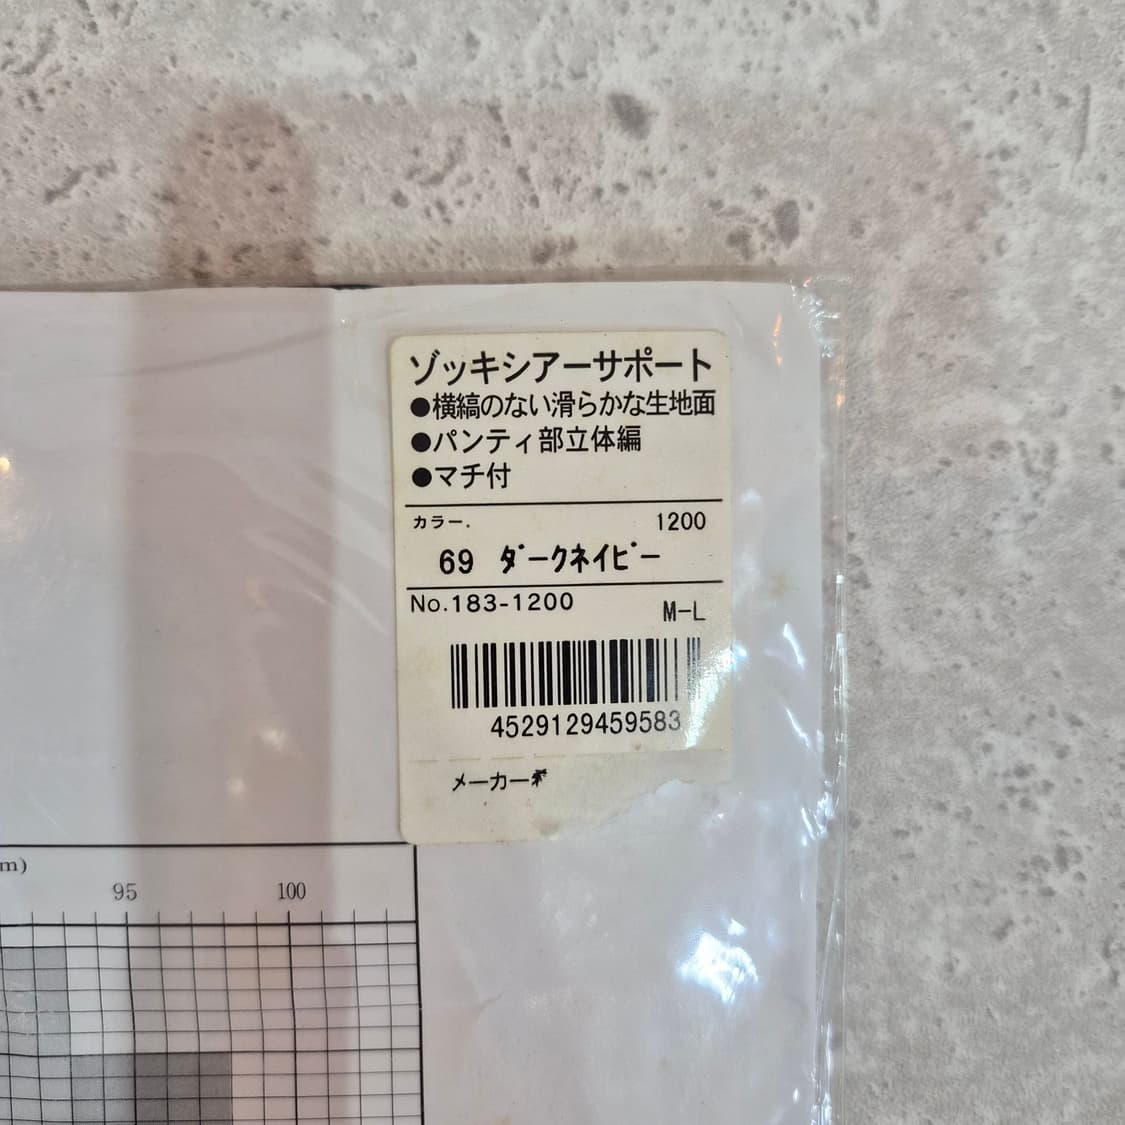 ゾッキシアーサポート
●横縞のない滑らかな生地面
●パンティ部立体編
●マチ付
カラー. 1200
69 ダークネイビー
No.183-1200 M-L
4529129459583
メーカー希
m)
95 100